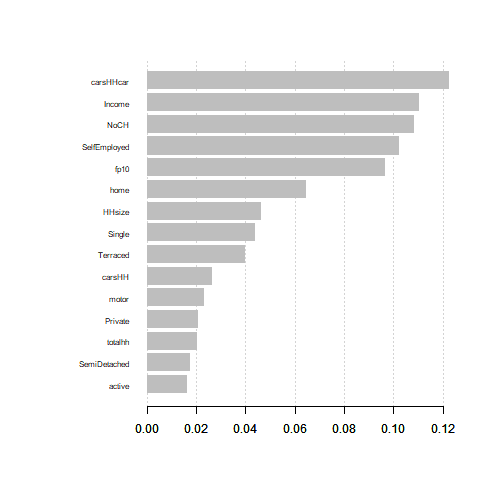 carsHHcar
Income
NoCH
SelfEmployed
fp10
home
HHsize
Single
Terraced
carsHH
motor
Private
totalhh
SemiDetached
active
0.00 0.02 0.04 0.06 0.08 0.10 0.12